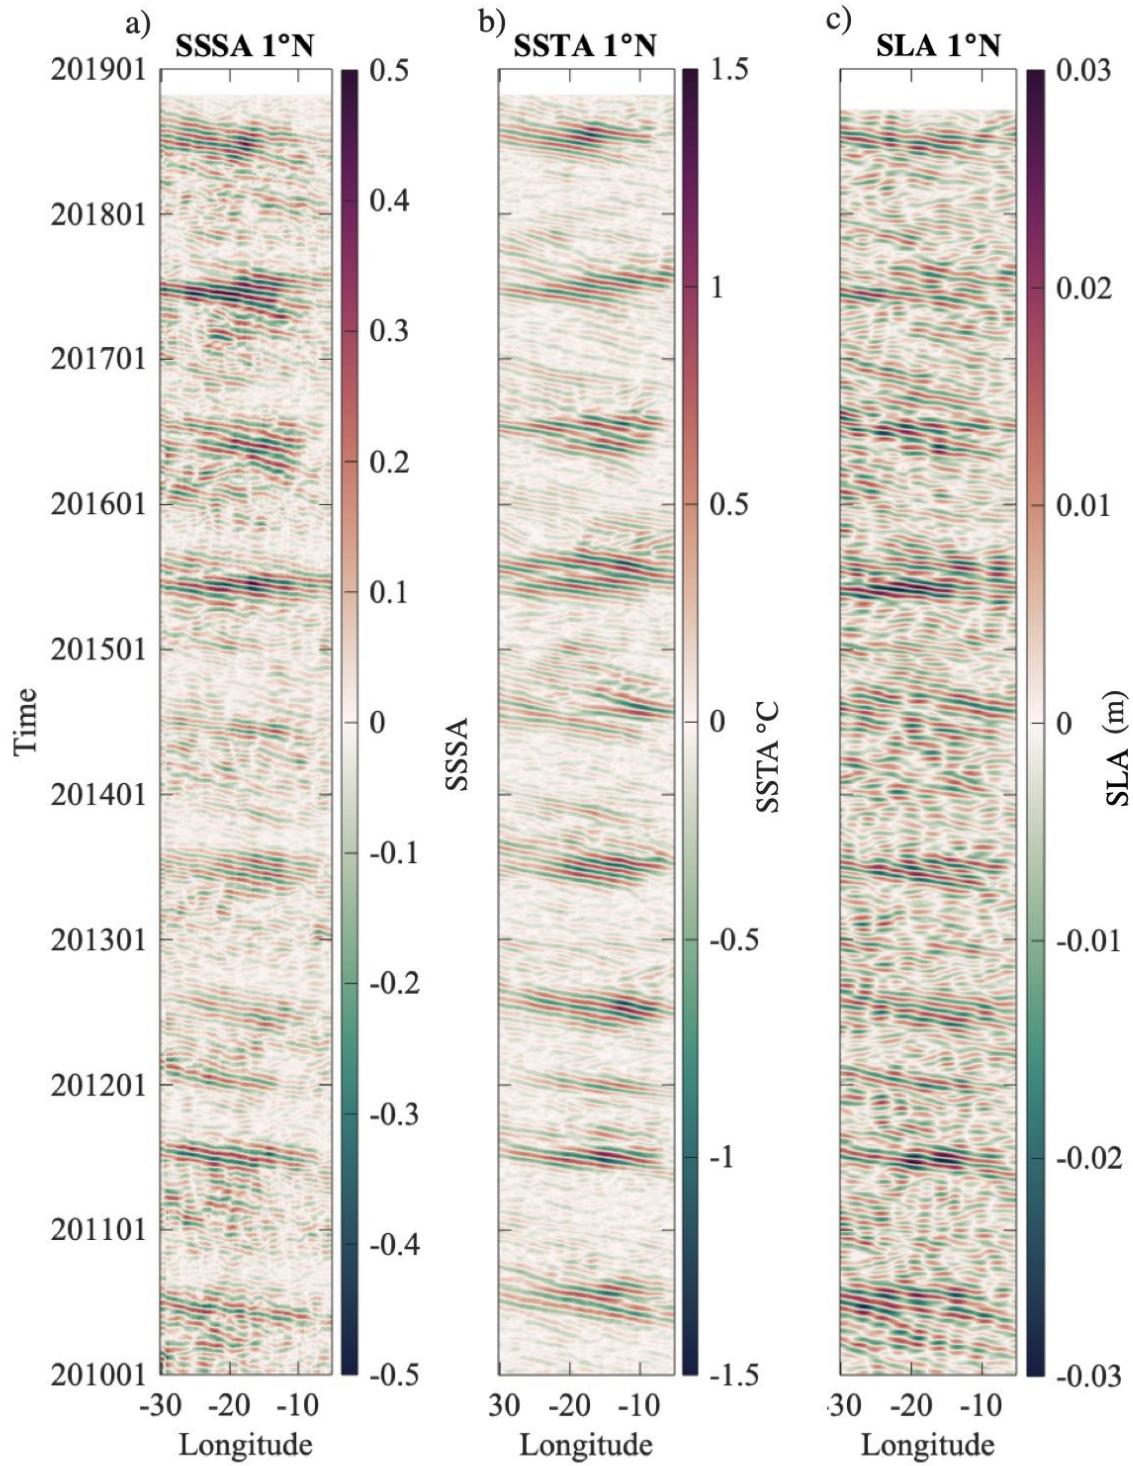 a)
SSSA 1°N
b)
SSTA 1°N
c)
SLA 1°N
201901
201801
201701
201601
201501
201401
201301
201201
201101
201001
Time
-30 -20 -10
Longitude
0.5
0.4
0.3
0.2
0.1
0
-0.1
-0.2
-0.3
-0.4
-0.5
SSSA
30 -20 -10
Longitude
1.5
1
0.5
0
-0.5
-1
-1.5
SSTA °C
30 -20 -10
Longitude
0.03
0.02
0.01
0
-0.01
-0.02
-0.03
SLA (m)